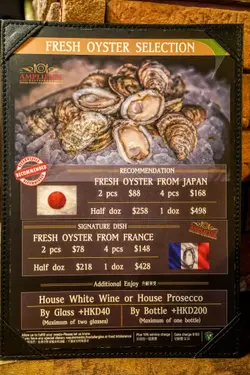 FRESH OYSTER SELECTION
AMPLITUDE
RECOMMENDATION
RECOMMENDED
FRESH OYSTER FROM JAPAN
2 pcs $88 4 pcs $168
Half doz $258 1 doz $498
SIGNATURE DISH
FRESH OYSTER FROM FRANCE
2 pcs $78 4 pcs $148
Half doz $218 1 doz $428
Additional Enjoy
House White Wine or House Prosecco
By Glass +HKD40 By Bottle +HKD200
(Maximum of two glasses) (Maximum of one bottle)